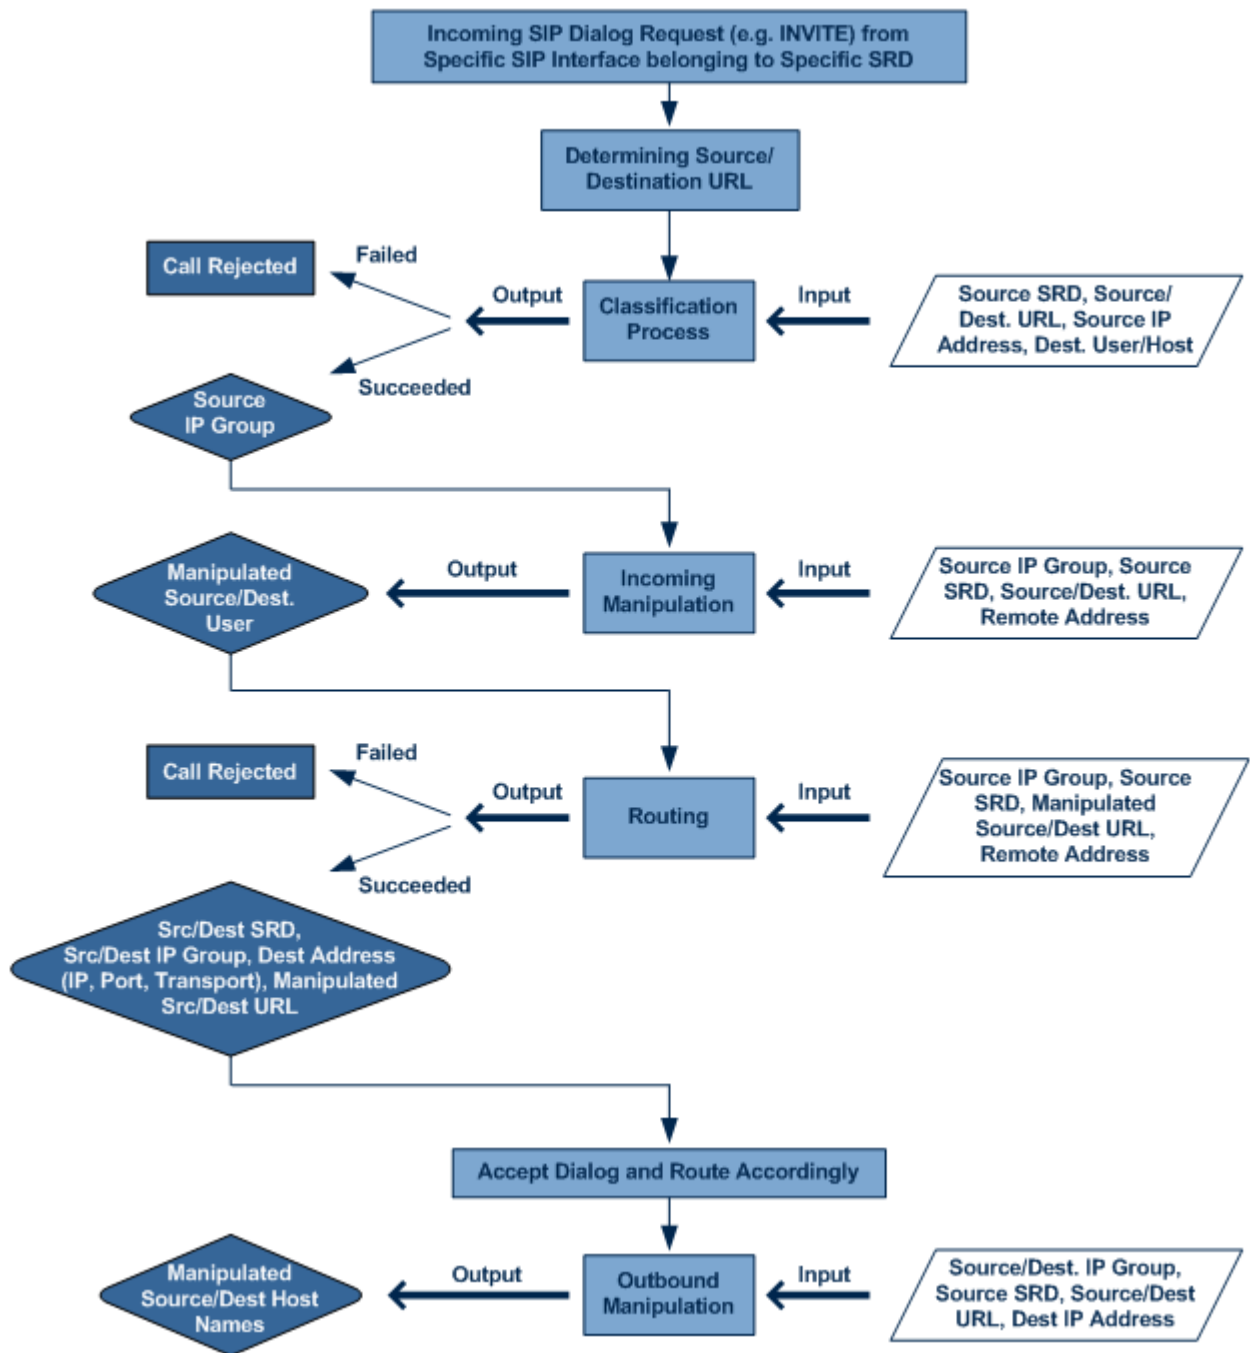 Incoming SIP Dialog Request (e.g. INVITE) from
Specific SIP Interface belonging to Specific SRD
Determining Source/
Destination URL
Call Rejected
Failed
Succeeded
Output
Classification
Process
Input
Source SRD, Source/
Dest. URL, Source IP
Address, Dest. User/Host
Source
IP Group
Manipulated
Source/Dest.
User
Output
Incoming
Manipulation
Input
Source IP Group, Source
SRD, Source/Dest. URL,
Remote Address
Call Rejected
Failed
Succeeded
Output
Routing
Input
Source IP Group, Source
SRD, Manipulated
Source/Dest URL,
Remote Address
Src/Dest SRD,
Src/Dest IP Group, Dest Address
(IP, Port, Transport), Manipulated
Src/Dest URL
Accept Dialog and Route Accordingly
Manipulated
Source/Dest Host
Names
Output
Outbound
Manipulation
Input
Source/Dest. IP Group,
Source SRD, Source/Dest
URL, Dest IP Address